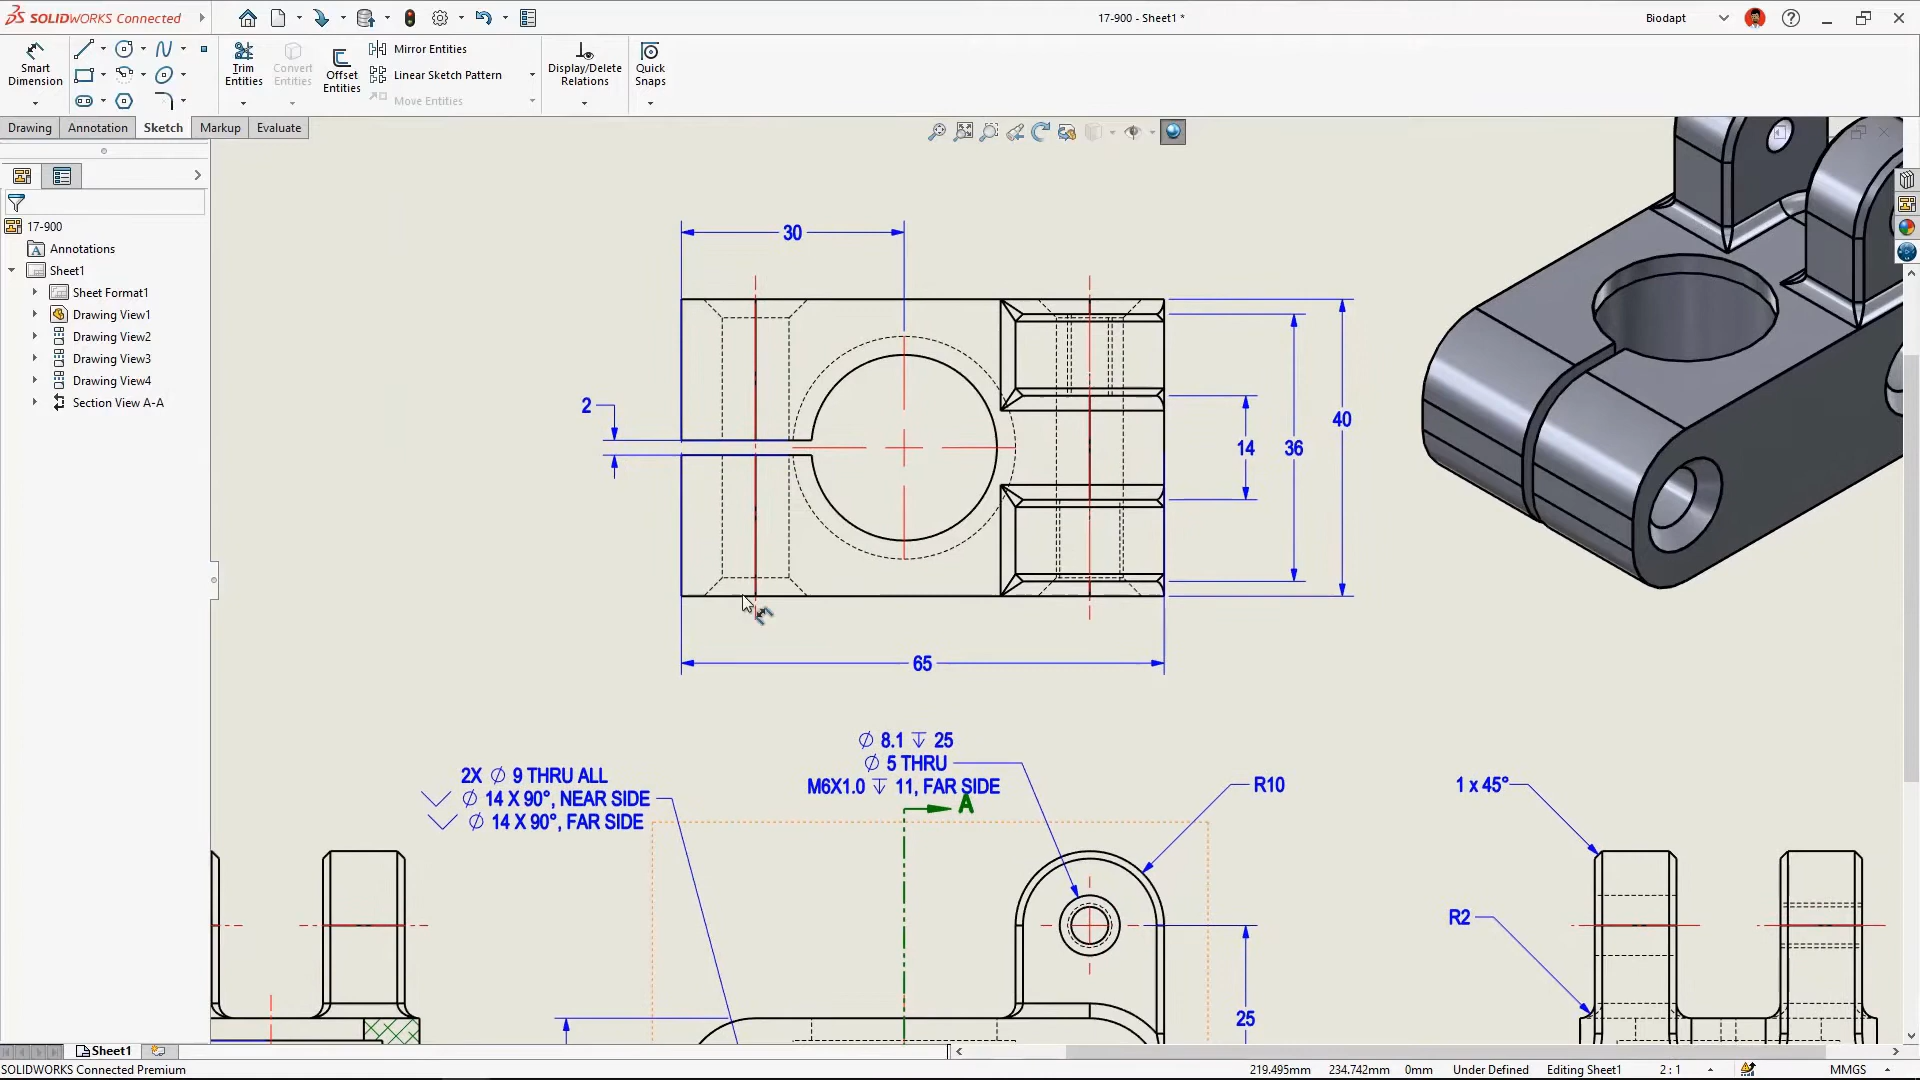 SOLIDWORKS Connected
17-900 - Sheet1 *
Biodapt
Smart
Dimension
Trim
Entities
Convert
Entities
Offset
Entities
Mirror Entities
Linear Sketch Pattern
Move Entities
Display/Delete
Relations
Quick
Snaps
Drawing
Annotation
Sketch
Markup
Evaluate
17-900
Annotations
Sheet1
Sheet Format1
Drawing View1
Drawing View2
Drawing View3
Drawing View4
Section View A-A
30
2
14
36
40
65
2X ∅ 9 THRU ALL
⌵ ∅ 14 X 90°, NEAR SIDE
⌵ ∅ 14 X 90°, FAR SIDE
∅ 8.1 ↧ 25
∅ 5 THRU
M6X1.0 ↧ 11, FAR SIDE
A
R10
1 x 45°
R2
25
Sheet1
SOLIDWORKS Connected Premium
219.495mm
234.742mm
0mm
Under Defined
Editing Sheet1
2 : 1
MMGS